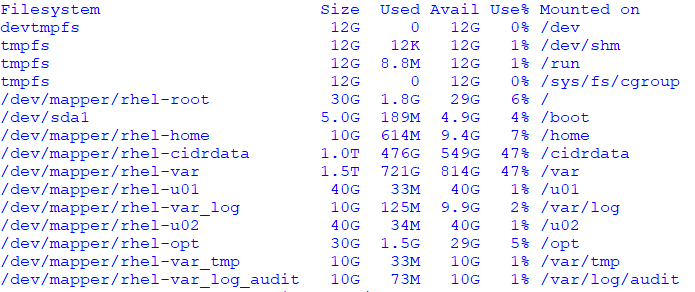 Filesystem Size Used Avail Use% Mounted on
devtmpfs 12G 0 12G 0% /dev
tmpfs 12G 12K 12G 1% /dev/shm
tmpfs 12G 8.8M 12G 1% /run
tmpfs 12G 0 12G 0% /sys/fs/cgroup
/dev/mapper/rhel-root 30G 1.8G 29G 6% /
/dev/sda1 5.0G 189M 4.9G 4% /boot
/dev/mapper/rhel-home 10G 614M 9.4G 7% /home
/dev/mapper/rhel-cidrdata 1.0T 476G 549G 47% /cidrdata
/dev/mapper/rhel-var 1.5T 721G 814G 47% /var
/dev/mapper/rhel-u01 40G 33M 40G 1% /u01
/dev/mapper/rhel-var_log 10G 125M 9.9G 2% /var/log
/dev/mapper/rhel-u02 40G 34M 40G 1% /u02
/dev/mapper/rhel-opt 30G 1.5G 29G 5% /opt
/dev/mapper/rhel-var_tmp 10G 33M 10G 1% /var/tmp
/dev/mapper/rhel-var_log_audit 10G 73M 10G 1% /var/log/audit